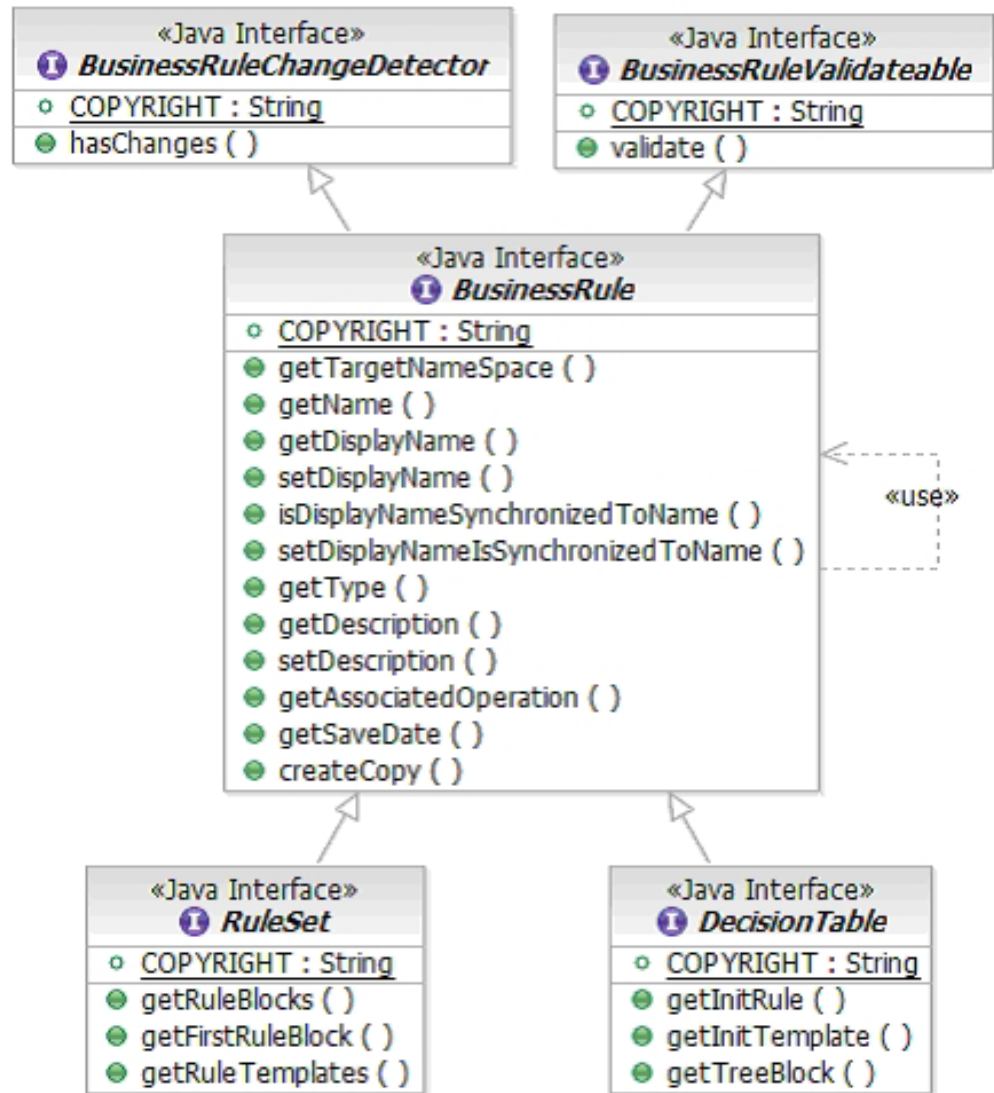 «Java Interface»
BusinessRuleChangeDetector
COPYRIGHT : String
hasChanges ( )
«Java Interface»
BusinessRuleValidateable
COPYRIGHT : String
validate ( )
«Java Interface»
BusinessRule
COPYRIGHT : String
getTargetNameSpace ( )
getName ( )
getDisplayName ( )
setDisplayName ( )
isDisplayNameSynchronizedToName ( )
setDisplayNameIsSynchronizedToName ( )
getType ( )
getDescription ( )
setDescription ( )
getAssociatedOperation ( )
getSaveDate ( )
createCopy ( )
«use»
«Java Interface»
RuleSet
COPYRIGHT : String
getRuleBlocks ( )
getFirstRuleBlock ( )
getRuleTemplates ( )
«Java Interface»
DecisionTable
COPYRIGHT : String
getInitRule ( )
getInitTemplate ( )
getTreeBlock ( )